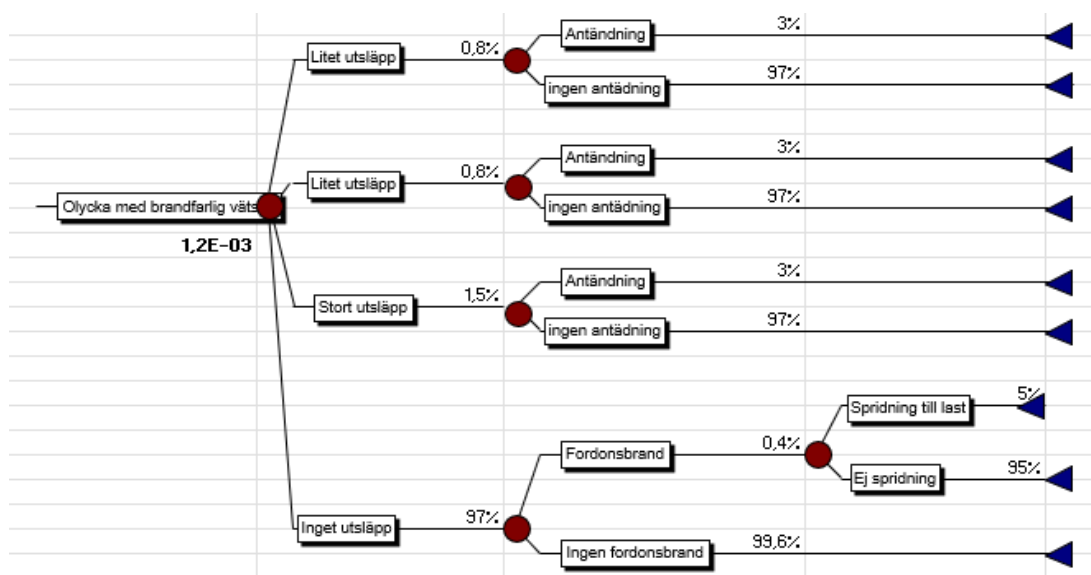 3%
Antändning
0,8%
Litet utsläpp
97%
ingen antädning
3%
Antändning
0,8%
Litet utsläpp
97%
ingen antädning
Olycka med brandfarlig väts
1,2E-03
3%
Antändning
1,5%
Stort utsläpp
97%
ingen antädning
5%
Spridning till last
0,4%
Fordonsbrand
95%
Ej spridning
97%
Inget utsläpp
99,6%
Ingen fordonsbrand